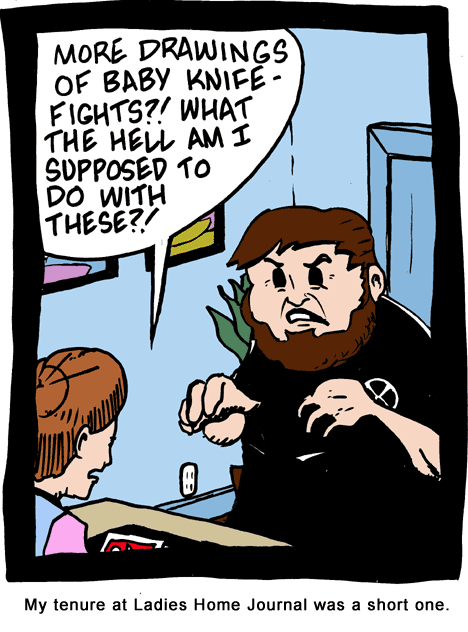 MORE DRAWINGS
OF BABY KNIFE-
FIGHTS?! WHAT
THE HELL AM I
SUPPOSED TO
DO WITH
THESE?!
My tenure at Ladies Home Journal was a short one.